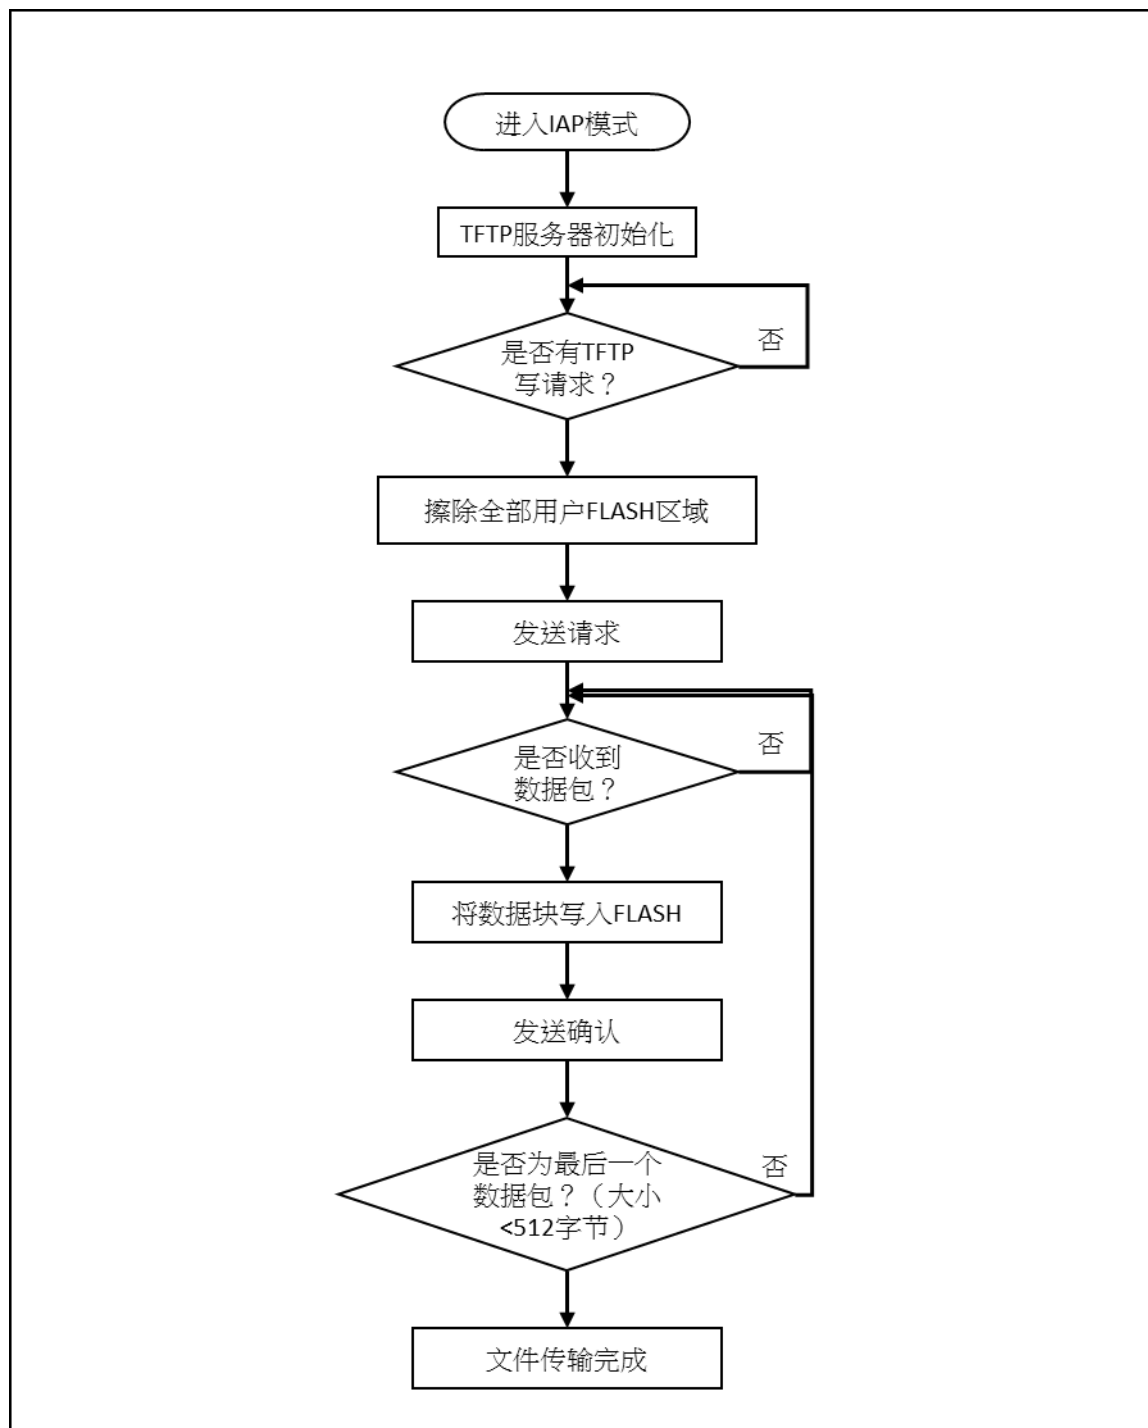 进入IAP模式
TFTP服务器初始化
否
是否有TFTP
写请求？
擦除全部用户FLASH区域
发送请求
否
是否收到
数据包？
将数据块写入FLASH
发送确认
否
是否为最后一个
数据包？（大小
<512字节）
文件传输完成